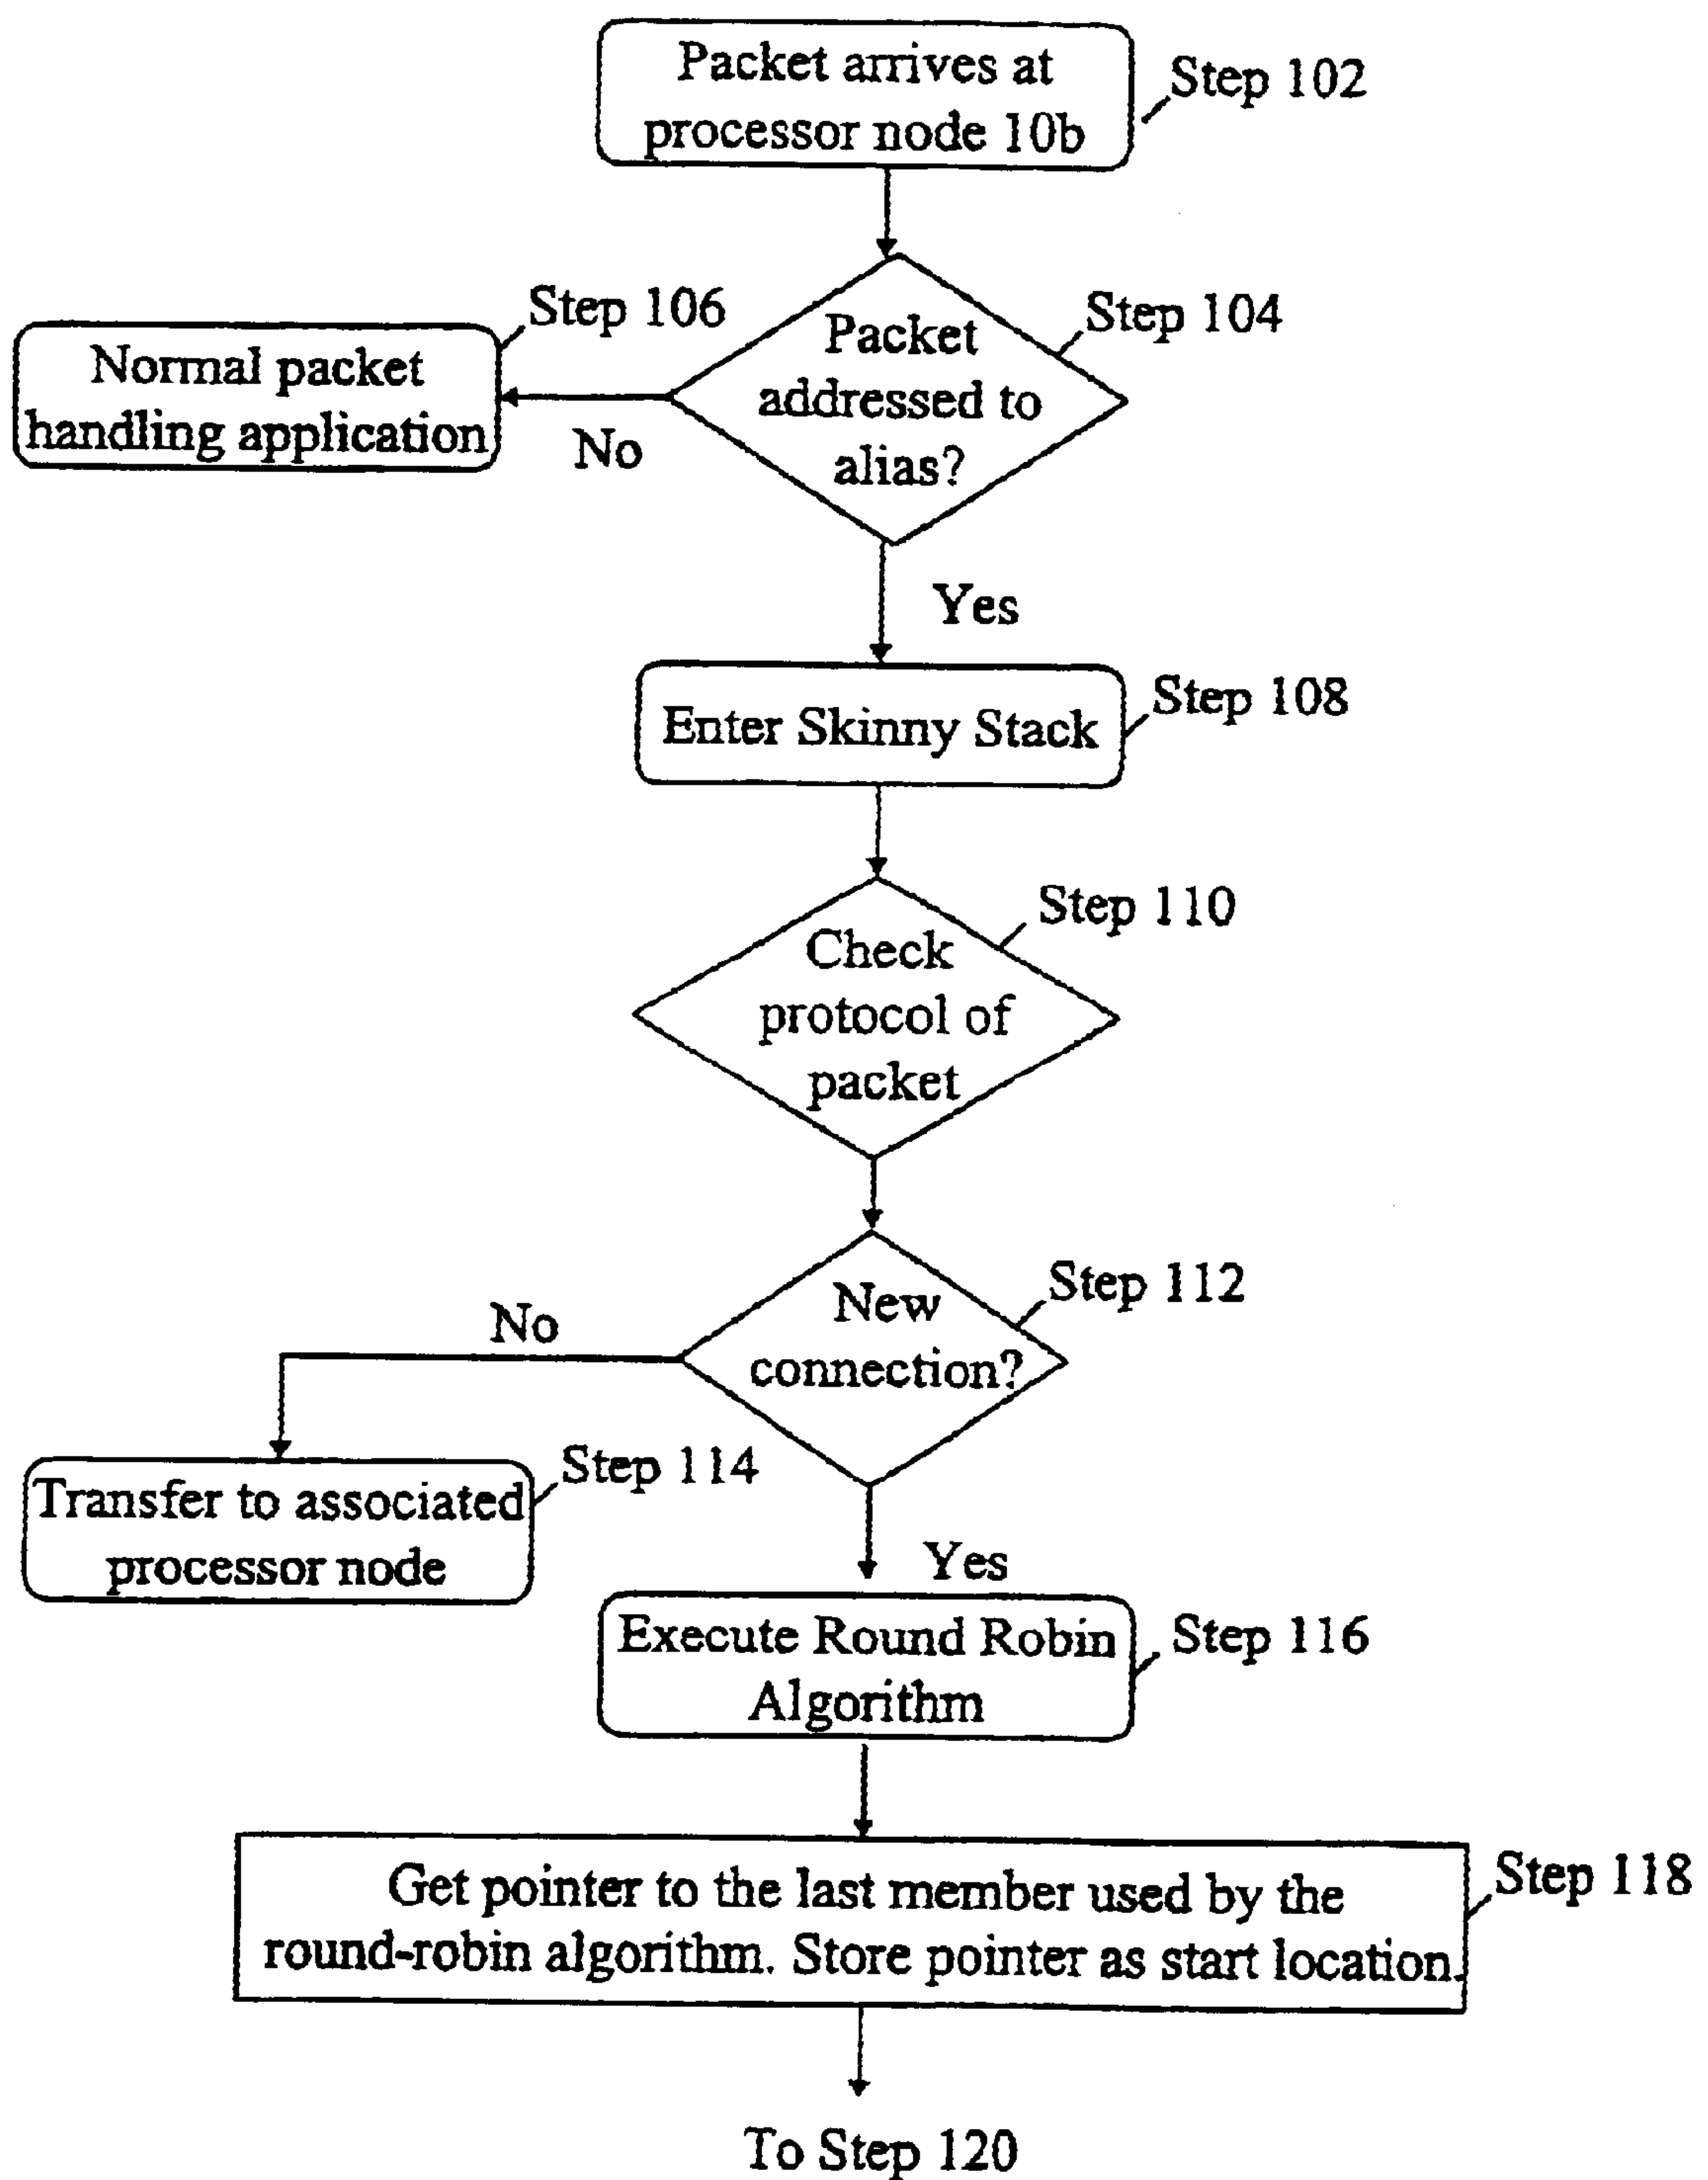 Packet arrives at
processor node 10b
Step 102
Packet
addressed to
alias?
Step 104
Step 106
Normal packet
handling application
No
Yes
Enter Skinny Stack
Step 108
Check
protocol of
packet
Step 110
New
connection?
Step 112
No
Transfer to associated
processor node
Step 114
Yes
Execute Round Robin
Algorithm
Step 116
Get pointer to the last member used by the
round-robin algorithm. Store pointer as start location.
Step 118
To Step 120